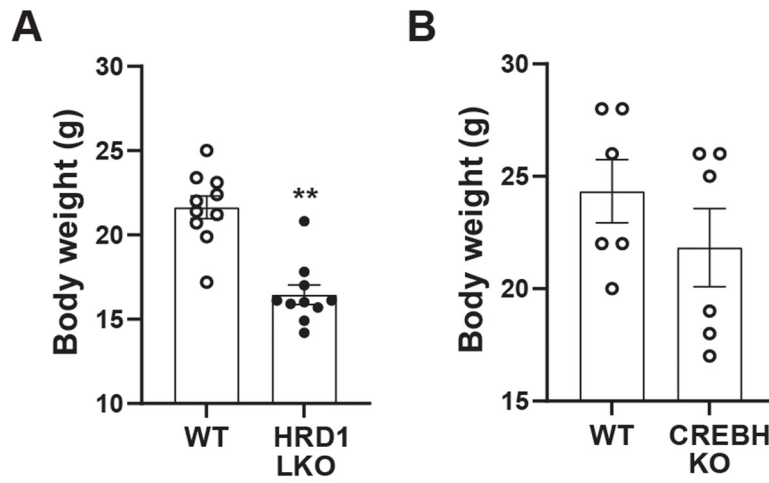 A
Body weight (g)
30
25
20
15
10
**
WT
HRD1
LKO
B
Body weight (g)
30
25
20
15
WT
CREBH
KO